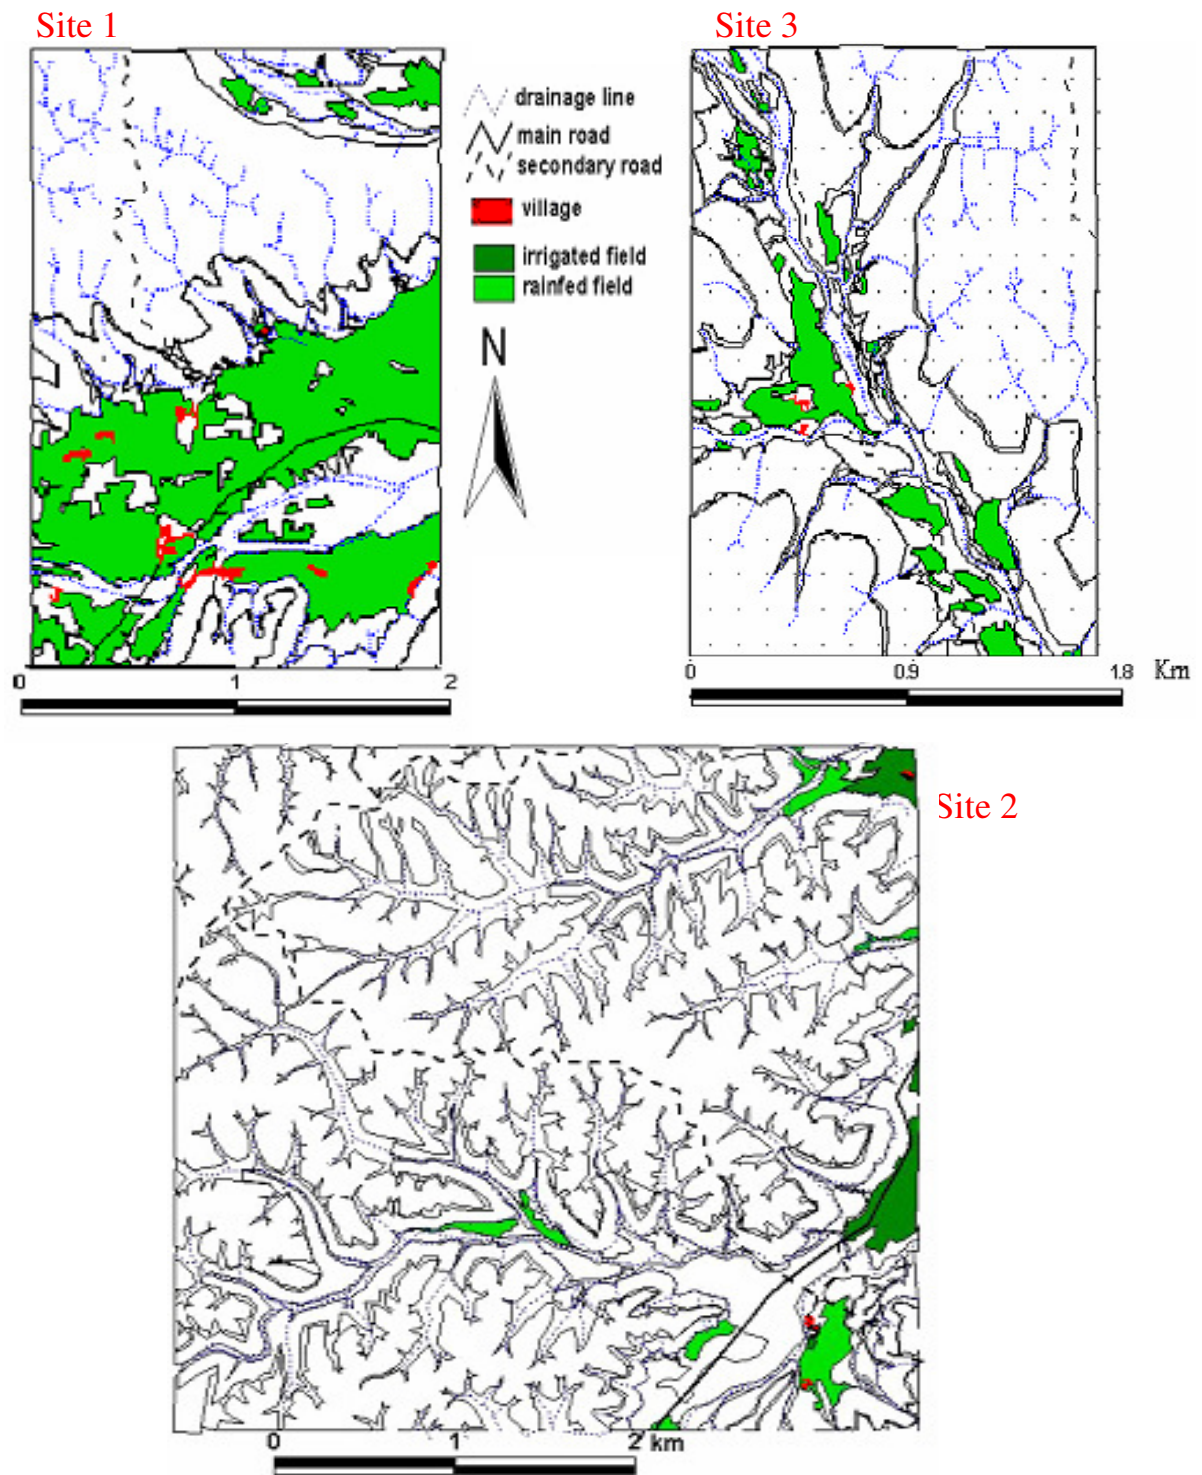 Site 1
Site 3
drainage line
main road
secondary road
village
irrigated field
rainfed field
N
0 1 2
0 0.9 1.8 Km
Site 2
0 1 2 km